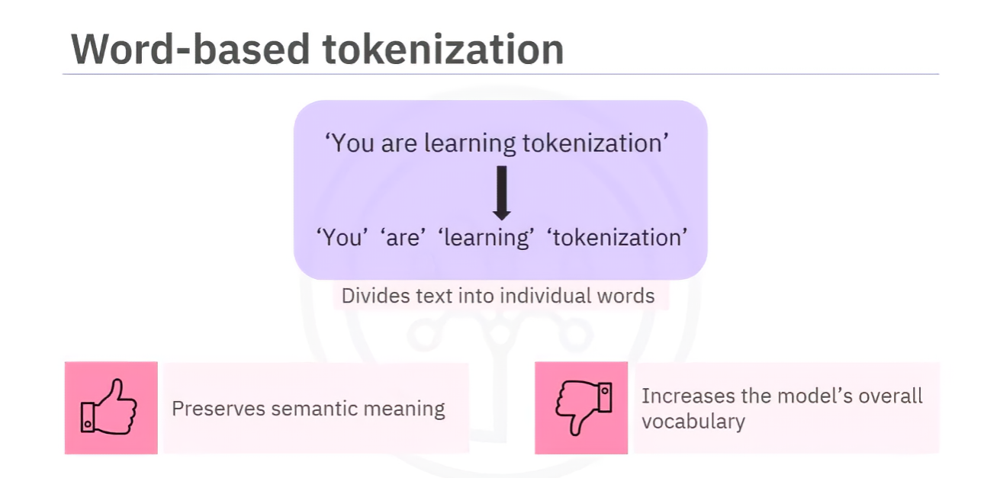 Word-based tokenization
‘You are learning tokenization’
‘You’ ‘are’ ‘learning’ ‘tokenization’
Divides text into individual words
Preserves semantic meaning
Increases the model’s overall
vocabulary